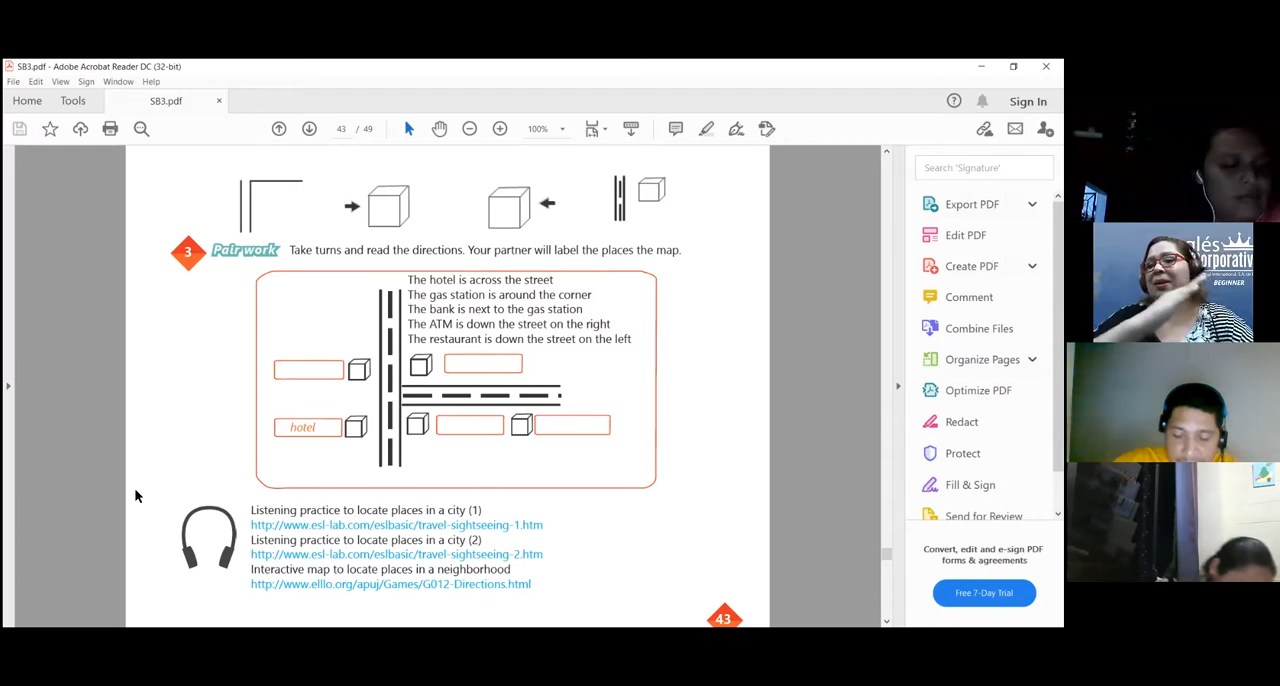 SB3.pdf - Adobe Acrobat Reader DC (32-bit)
File Edit View Sign Window Help
Home Tools SB3.pdf × Sign In
43 / 49 100%
Search 'Signature'
3 Pair work Take turns and read the directions. Your partner will label the places the map.
The hotel is across the street
The gas station is around the corner
The bank is next to the gas station
The ATM is down the street on the right
The restaurant is down the street on the left
hotel
Listening practice to locate places in a city (1)
http://www.esl-lab.com/eslbasic/travel-sightseeing-1.htm
Listening practice to locate places in a city (2)
http://www.esl-lab.com/eslbasic/travel-sightseeing-2.htm
Interactive map to locate places in a neighborhood
http://www.elllo.org/apuj/Games/G012-Directions.html
43
Export PDF
Edit PDF
Create PDF
Comment
Combine Files
Organize Pages
Optimize PDF
Redact
Protect
Fill & Sign
Send for Review
Convert, edit and e-sign PDF
forms & agreements
Free 7-Day Trial
glés
Corporativ
BEGINNER